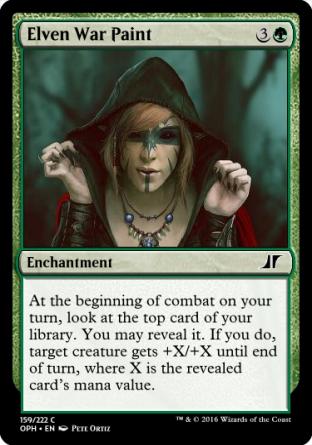 Elven War Paint 3
Enchantment
At the beginning of combat on your
turn, look at the top card of your
library. You may reveal it. If you do,
target creature gets +X/+X until end
of turn, where X is the revealed
card's mana value.
159/222 C
OPH • EN Pete Ortiz ™ & © 2016 Wizards of the Coast